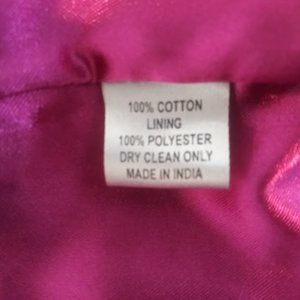 100% COTTON
LINING
100% POLYESTER
DRY CLEAN ONLY
MADE IN INDIA